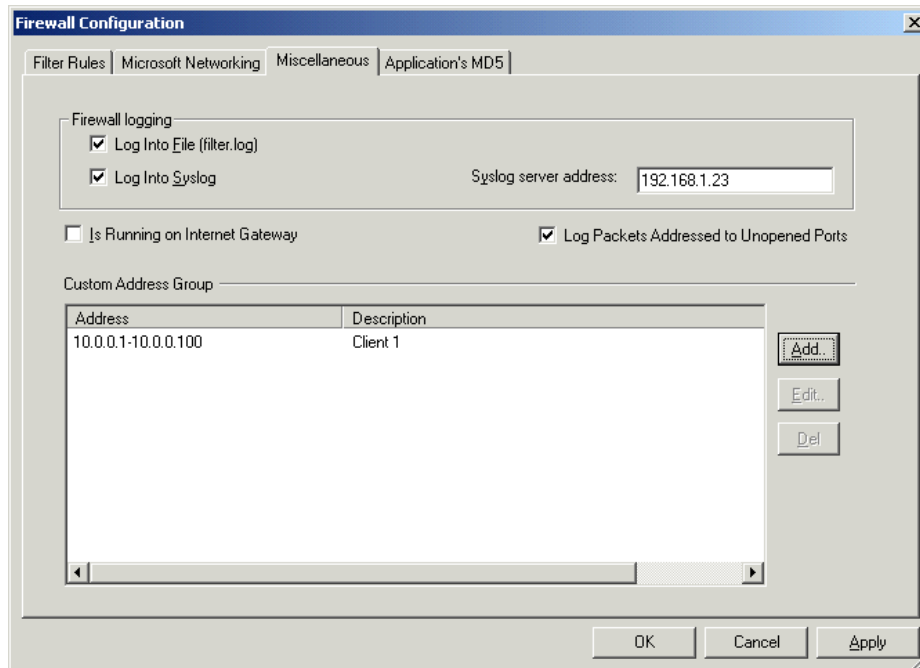 Firewall Configuration
Filter Rules Microsoft Networking Miscellaneous Application's MD5
Firewall logging
Log Into File (filter.log)
Log Into Syslog Syslog server address: 192.168.1.23
Is Running on Internet Gateway Log Packets Addressed to Unopened Ports
Custom Address Group
Address Description
10.0.0.1-10.0.0.100 Client 1
Add..
Edit..
Del
OK Cancel Apply